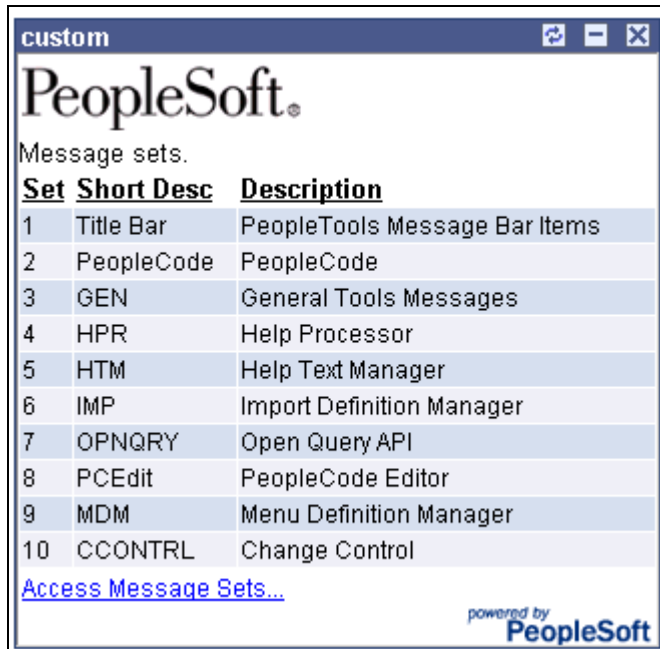 custom
PeopleSoft®
Message sets.
Set Short Desc Description
1 Title Bar PeopleTools Message Bar Items
2 PeopleCode PeopleCode
3 GEN General Tools Messages
4 HPR Help Processor
5 HTM Help Text Manager
6 IMP Import Definition Manager
7 OPNQRY Open Query API
8 PCEdit PeopleCode Editor
9 MDM Menu Definition Manager
10 CCONTRL Change Control
Access Message Sets...
powered by
PeopleSoft